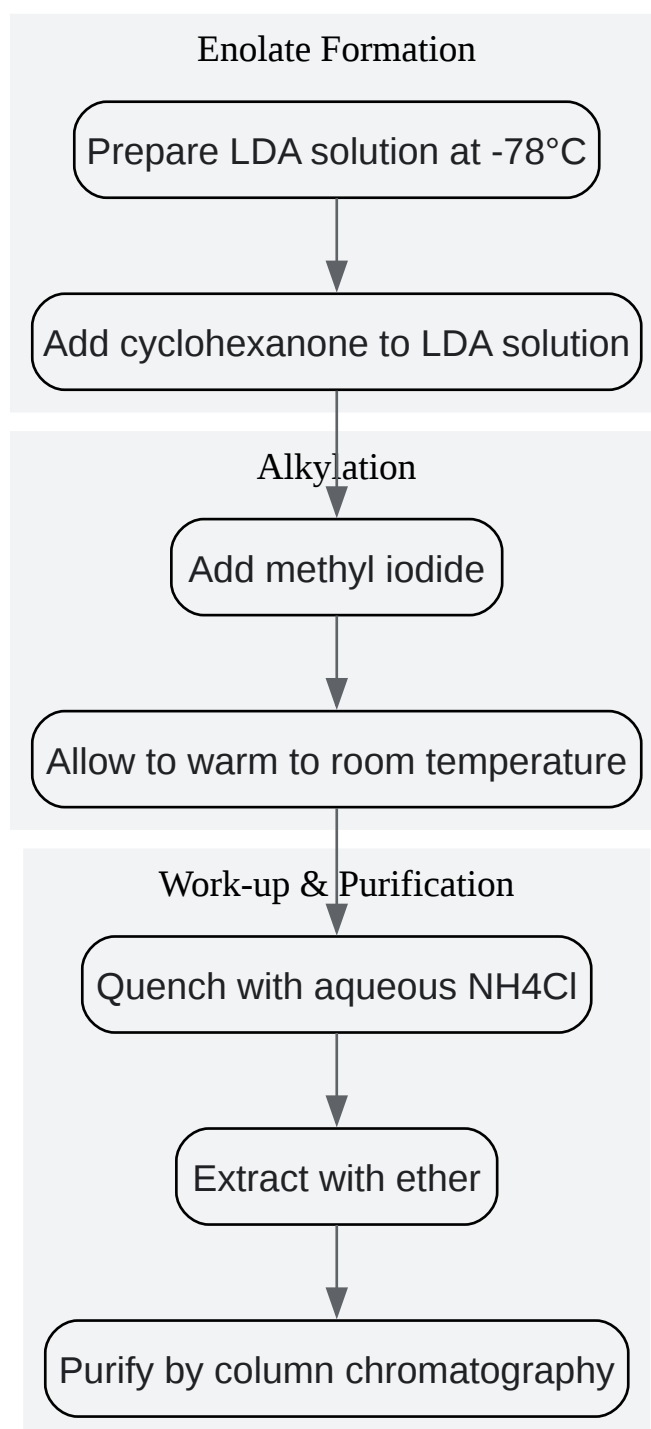 Enolate Formation
Prepare LDA solution at -78°C
Add cyclohexanone to LDA solution
Alkylation
Add methyl iodide
Allow to warm to room temperature
Work-up & Purification
Quench with aqueous NH4Cl
Extract with ether
Purify by column chromatography